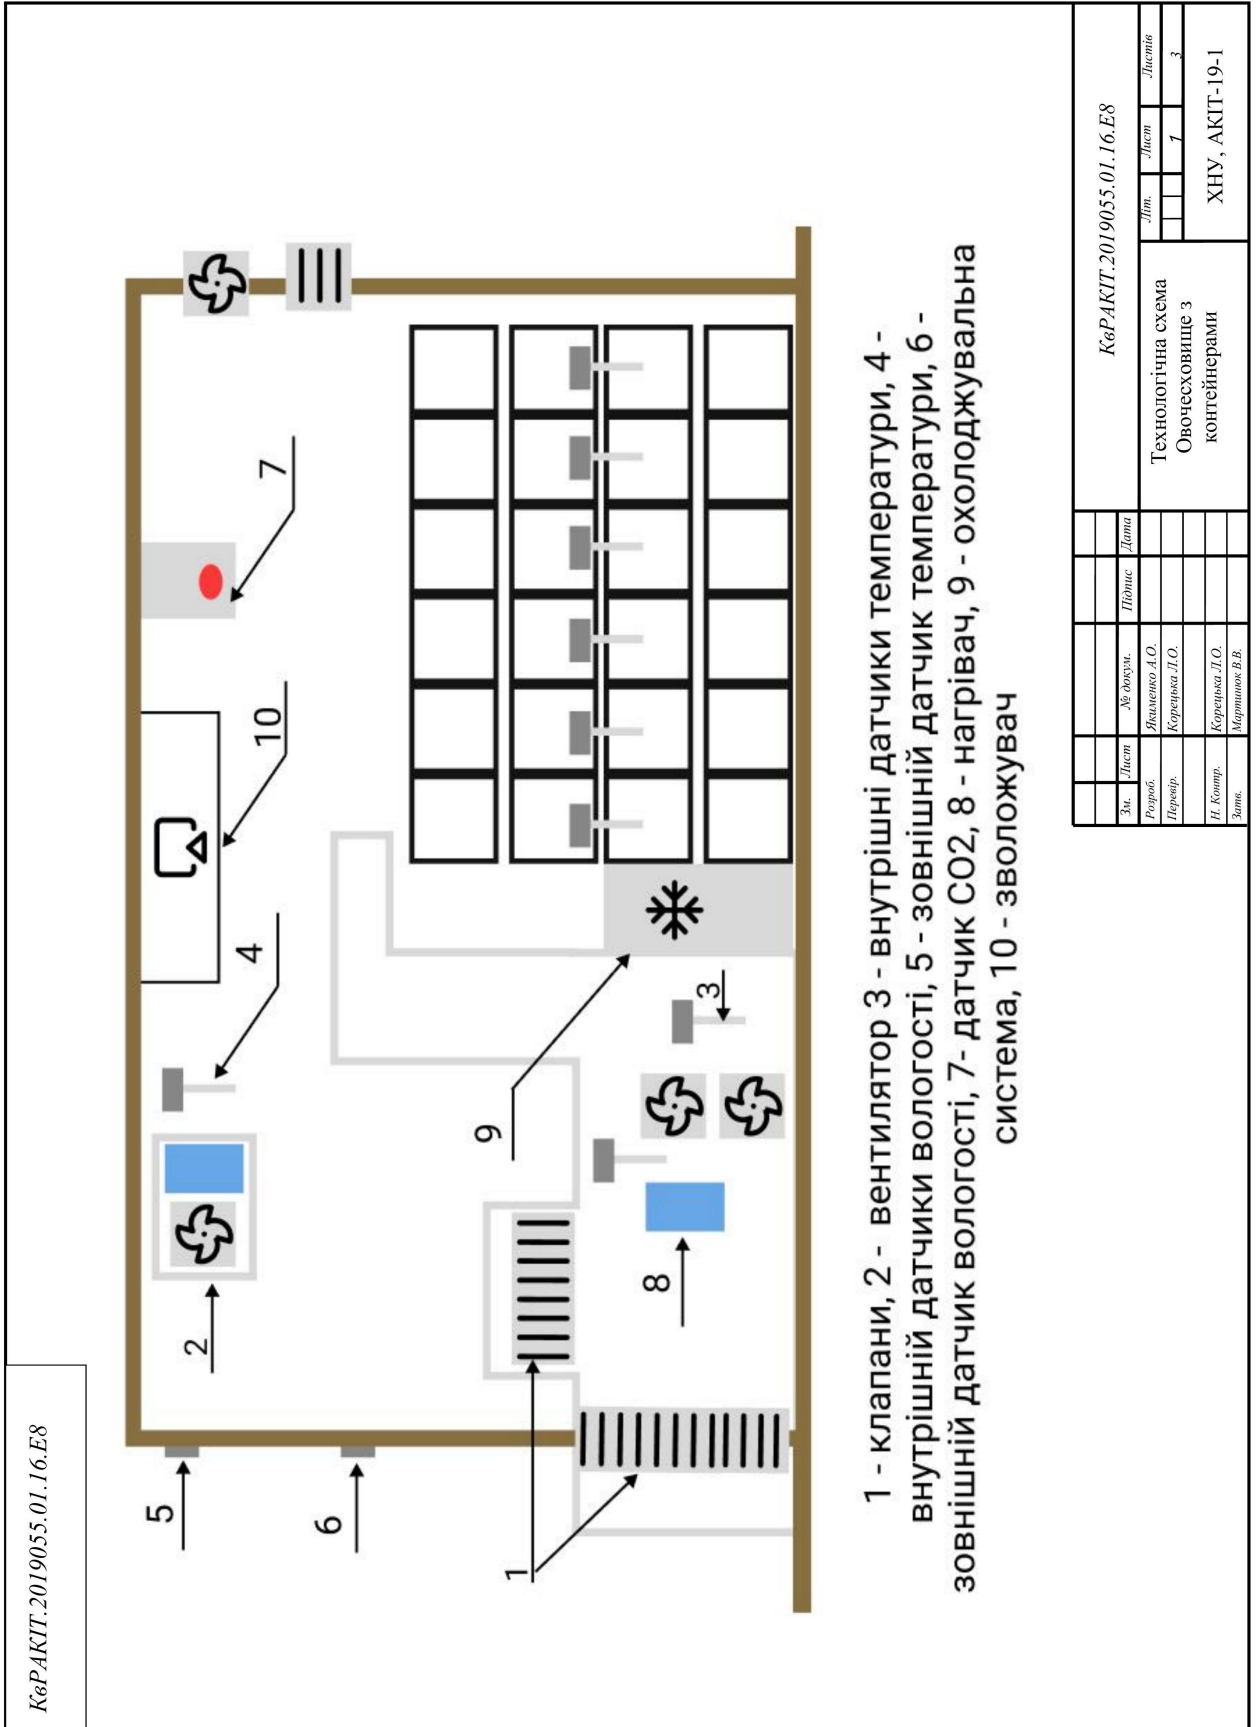 КвРАКІТ.2019055.01.16.Е8
5
6
2
4
10
7
1
9
8
3
1 - клапани, 2 - вентилятор 3 - внутрішні датчики температури, 4 -
внутрішній датчики вологості, 5 - зовнішній датчик температури, 6 -
зовнішній датчик вологості, 7- датчик СО2, 8 - нагрівач, 9 - охолоджувальна
система, 10 - зволожувач
КвРАКІТ.2019055.01.16.Е8
Зм. Лист № докум. Підпис Дата
Розроб. Якименко А.О.
Перевір. Корецька Л.О.
Н. Контр. Корецька Л.О.
Затв. Мартинюк В.В.
Технологічна схема
Овочесховище з
контейнерами
Літ. Лист Листів
1 3
ХНУ, АКІТ-19-1